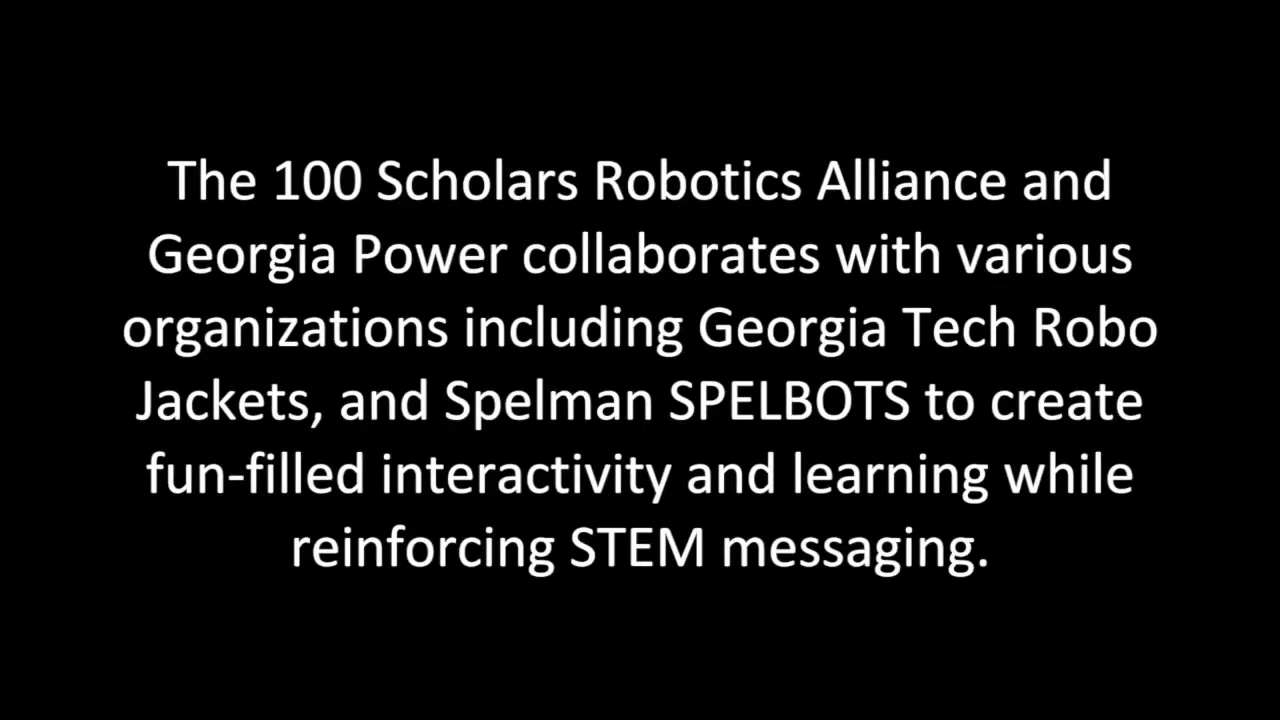 The 100 Scholars Robotics Alliance and
Georgia Power collaborates with various
organizations including Georgia Tech Robo
Jackets, and Spelman SPELBOTS to create
fun-filled interactivity and learning while
reinforcing STEM messaging.